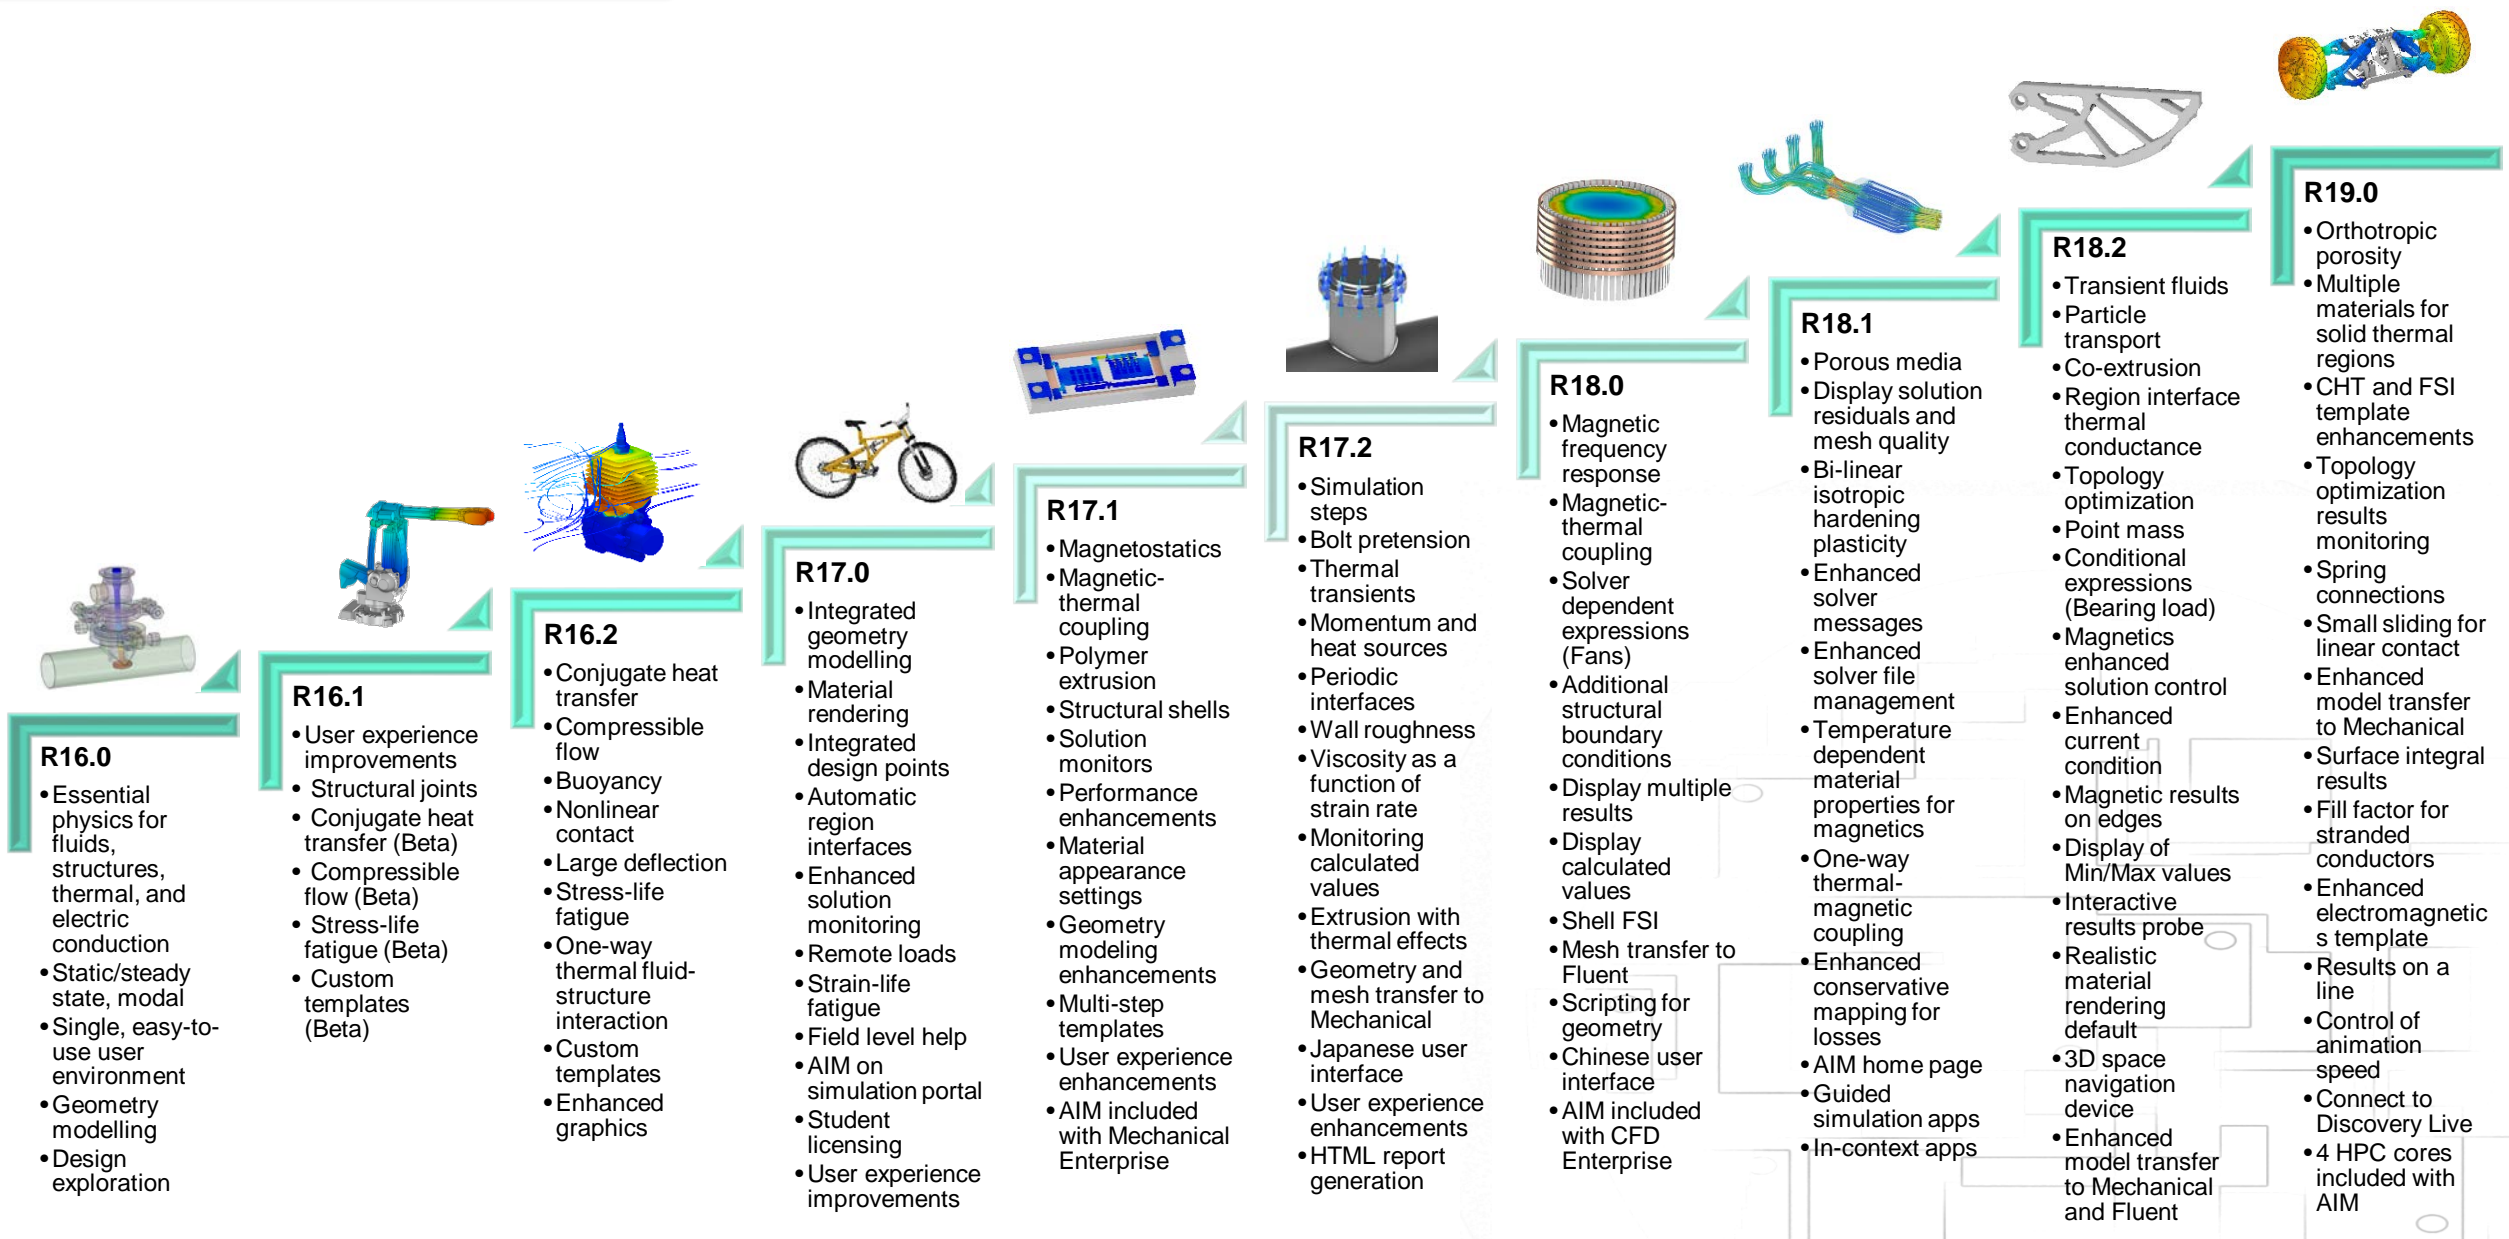 R16.0
•Essential
physics for
fluids,
structures,
thermal, and
electric
conduction
•Static/steady
state, modal
•Single, easy-to-
use user
environment
•Geometry
modelling
•Design
exploration
R16.1
•User experience
improvements
• Structural joints
• Conjugate heat
transfer (Beta)
• Compressible
flow (Beta)
• Stress-life
fatigue (Beta)
• Custom
templates
(Beta)
R16.2
•Conjugate heat
transfer
•Compressible
flow
•Buoyancy
•Nonlinear
contact
•Large deflection
•Stress-life
fatigue
•One-way
thermal fluid-
structure
interaction
•Custom
templates
•Enhanced
graphics
R17.0
•Integrated
geometry
modelling
•Material
rendering
•Integrated
design points
•Automatic
region
interfaces
•Enhanced
solution
monitoring
•Remote loads
•Strain-life
fatigue
•Field level help
•AIM on
simulation portal
•Student
licensing
•User experience
improvements
R17.1
•Magnetostatics
•Magnetic-
thermal
coupling
•Polymer
extrusion
•Structural shells
•Solution
monitors
•Performance
enhancements
•Material
appearance
settings
•Geometry
modeling
enhancements
•Multi-step
templates
•User experience
enhancements
•AIM included
with Mechanical
Enterprise
R17.2
•Simulation
steps
•Bolt pretension
•Thermal
transients
•Momentum and
heat sources
•Periodic
interfaces
•Wall roughness
•Viscosity as a
function of
strain rate
•Monitoring
calculated
values
•Extrusion with
thermal effects
•Geometry and
mesh transfer to
Mechanical
•Japanese user
interface
•User experience
enhancements
•HTML report
generation
R18.0
•Magnetic
frequency
response
•Magnetic-
thermal
coupling
•Solver
dependent
expressions
(Fans)
•Additional
structural
boundary
conditions
•Display multiple
results
•Display
calculated
values
•Shell FSI
•Mesh transfer to
Fluent
•Scripting for
geometry
•Chinese user
interface
•AIM included
with CFD
Enterprise
R18.1
•Porous media
•Display solution
residuals and
mesh quality
•Bi-linear
isotropic
hardening
plasticity
•Enhanced
solver
messages
•Enhanced
solver file
management
•Temperature
dependent
material
properties for
magnetics
•One-way
thermal-
magnetic
coupling
•Enhanced
conservative
mapping for
losses
•AIM home page
•Guided
simulation apps
•In-context apps
R18.2
•Transient fluids
•Particle
transport
•Co-extrusion
•Region interface
thermal
conductance
•Topology
optimization
•Point mass
•Conditional
expressions
(Bearing load)
•Magnetics
enhanced
solution control
•Enhanced
current
condition
•Magnetic results
on edges
•Display of
Min/Max values
•Interactive
results probe
•Realistic
material
rendering
default
•3D space
navigation
device
•Enhanced
model transfer
to Mechanical
and Fluent
R19.0
•Orthotropic
porosity
•Multiple
materials for
solid thermal
regions
•CHT and FSI
template
enhancements
•Topology
optimization
results
monitoring
•Spring
connections
•Small sliding for
linear contact
•Enhanced
model transfer
to Mechanical
•Surface integral
results
•Fill factor for
stranded
conductors
•Enhanced
electromagnetic
s template
•Results on a
line
•Control of
animation
speed
•Connect to
Discovery Live
•4 HPC cores
included with
AIM